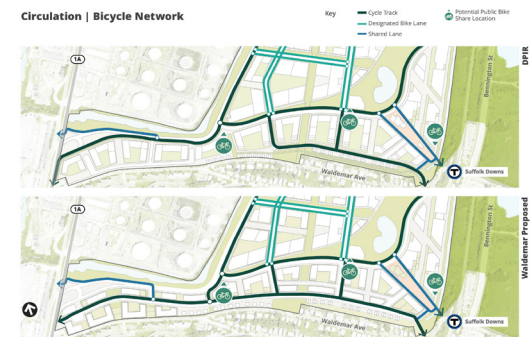 Circulation | Bicycle Network
Key
Cycle Track
Designated Bike Lane
Shared Lane
Potential Public Bike
Share Location
DPIR
1A
Bennington St
Waldemar Ave
T
Suffolk Downs
Waldemar Proposed
1A
Bennington St
Waldemar Ave
T
Suffolk Downs